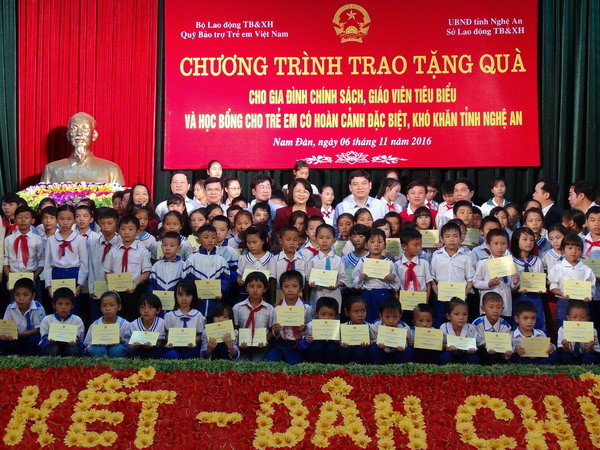 Bộ Lao động TB&XH
Quỹ Bảo trợ Trẻ em Việt Nam
UBND tỉnh Nghệ An
Sở Lao động TB&XH
CHƯƠNG TRÌNH TRAO TẶNG QUÀ
CHO GIA ĐÌNH CHÍNH SÁCH, GIÁO VIÊN TIÊU BIỂU
VÀ HỌC BỔNG CHO TRẺ EM CÓ HOÀN CẢNH ĐẶC BIỆT, KHÓ KHĂN TỈNH NGHỆ AN
Nam Đàn, ngày 06 tháng 11 năm 2016
KẾT - DÂN CH